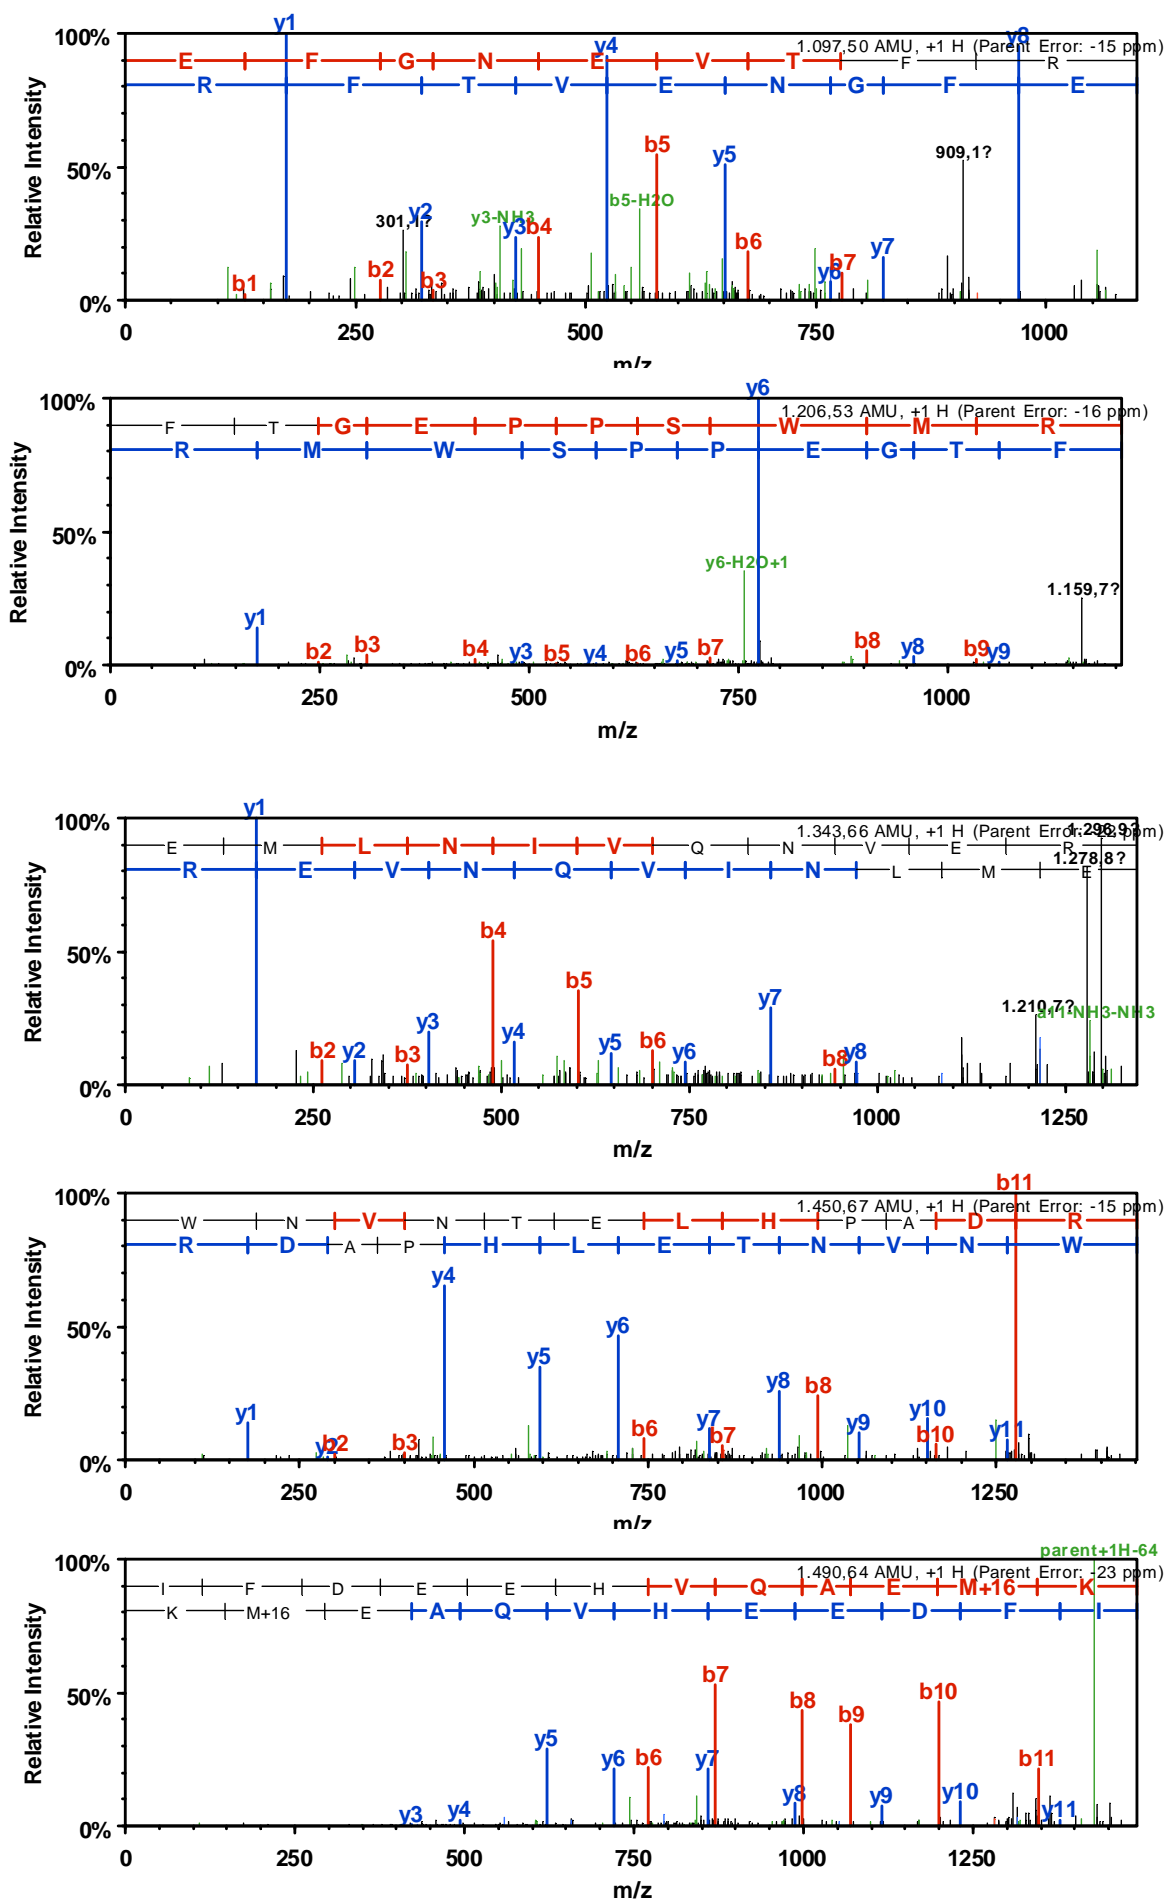 y1
100%
1.097,50 AMU, +1 H (Parent Error: -15 ppm)
y4
y8
E F G N E V T F R
R F T V E N G F E
Relative Intensity
50%
b5
y5
909,1?
b5-H2O
301,1?
y2
y3-NH3
y3
b4
b6
y7
b1
b2
b3
y6
b7
0%
0 250 500 750 1000
m/z
y6
100%
1.206,53 AMU, +1 H (Parent Error: -16 ppm)
F T G E P P S W M R
R M W S P P E G T F
Relative Intensity
50%
y6-H2O+1
1.159,7?
y1
b2
b3
b4
y3
b5
y4
b6
y5
b7
b8
y8
b9
y9
0%
0 250 500 750 1000
m/z
y1
100%
1.343,66 AMU, +1 H (Parent Error: -22 ppm)
1.296,9?
E M L N I V Q N V E R
1.278,8?
R E V N Q V I N L M E
Relative Intensity
50%
b4
b5
y7
1.210,7?
a11-NH3-NH3
b2
y2
b3
y3
y4
y5
b6
y6
b8
y8
0%
0 250 500 750 1000 1250
m/z
b11
100%
1.450,67 AMU, +1 H (Parent Error: -15 ppm)
W N V N T E L H P A D R
R D A P H L E T N V N W
Relative Intensity
50%
y4
y5
y6
y8
b8
y1
y2
b2
b3
b6
y7
b7
y9
y10
b10
y11
0%
0 250 500 750 1000 1250
m/z
parent+1H-64
100%
1.490,64 AMU, +1 H (Parent Error: -23 ppm)
I F D E E H V Q A E M+16 K
K M+16 E A Q V H E E D F I
Relative Intensity
50%
b7
b8
b9
b10
y5
y6
b6
y7
b11
y3
y4
y8
y9
y10
y11
0%
0 250 500 750 1000 1250
m/z